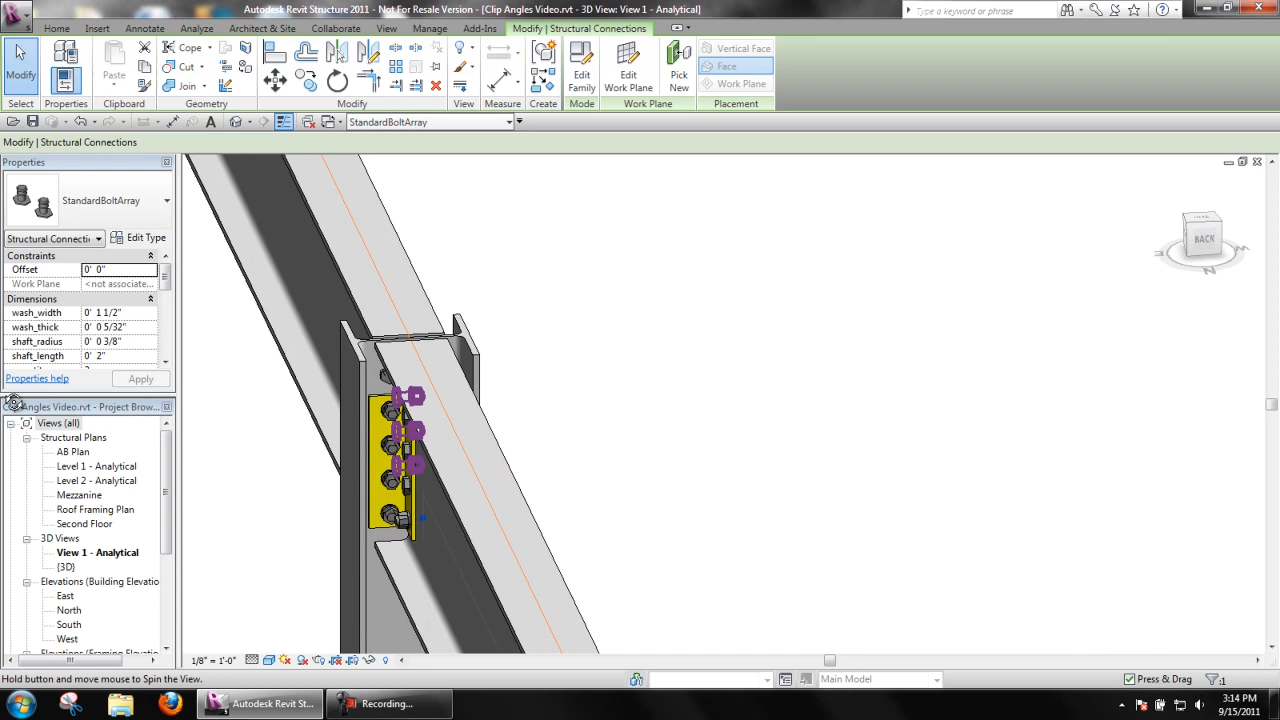 Autodesk Revit Structure 2011 - Not For Resale Version - [Clip Angles Video.rvt - 3D View: View 1 - Analytical]
Type a keyword or phrase
Home Insert Annotate Structure Analyze Architect & Site Collaborate View Manage Add-Ins Modify | Structural Connections
Modify
Paste
Cope
Cut
Join
Edit Family
Edit Work Plane
Pick New
Vertical Face
Face
Work Plane
Select Properties Clipboard Geometry Modify View Measure Create Mode Work Plane Placement
StandardBoltArray
Modify | Structural Connections
Properties
StandardBoltArray
Structural Connecti
Edit Type
Constraints
Offset 0' 0"
Work Plane <not associate...
Dimensions
wash_width 0' 1 1/2"
wash_thick 0' 0 5/32"
shaft_radius 0' 0 3/8"
shaft_length 0' 2"
Properties help
Apply
Angles Video.rvt - Project Brow...
Views (all)
Structural Plans
AB Plan
Level 1 - Analytical
Level 2 - Analytical
Mezzanine
Roof Framing Plan
Second Floor
3D Views
View 1 - Analytical
{3D}
Elevations (Building Elevatio
East
North
South
West
Elevations (Framing Elevatio
BACK
1/8" = 1'-0"
Hold button and move mouse to Spin the View.
Main Model
Press & Drag
:1
Autodesk Revit St...
Recording...
3:14 PM
9/15/2011